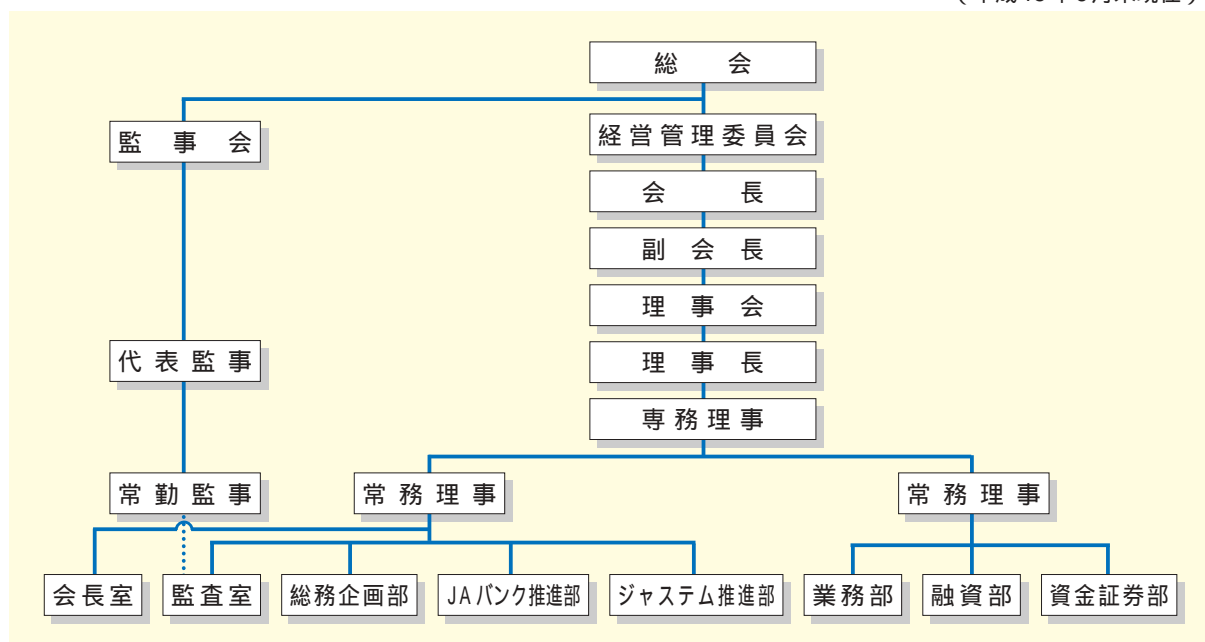 総会
監事会
経営管理委員会
会長
副会長
理事会
代表監事
理事長
専務理事
常勤監事
常務理事
常務理事
会長室
監査室
総務企画部
JAバンク推進部
ジャステム推進部
業務部
融資部
資金証券部